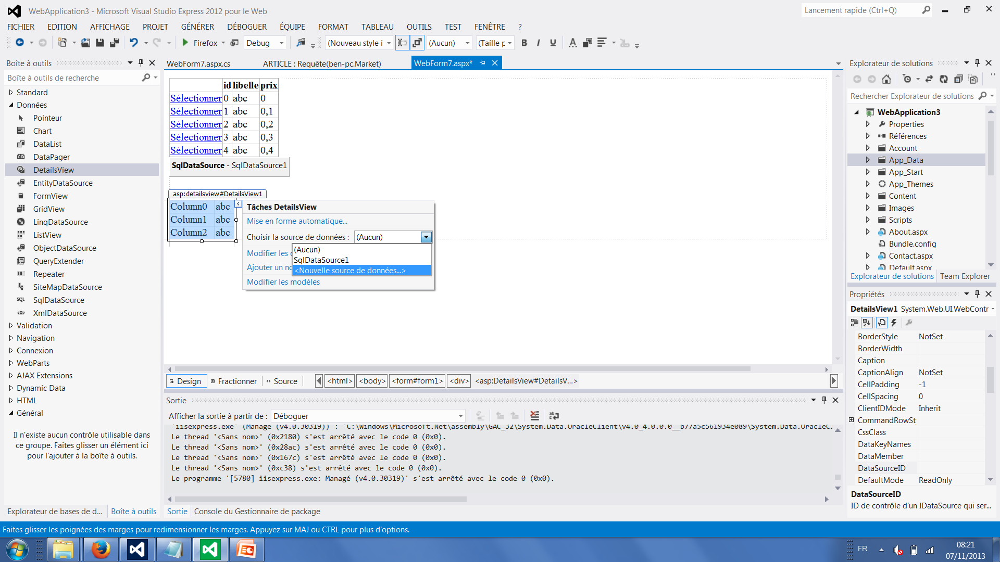 WebApplication3 - Microsoft Visual Studio Express 2012 pour le Web
Lancement rapide (Ctrl+Q)
FICHIER EDITION AFFICHAGE PROJET GÉNÉRER DÉBOGUER ÉQUIPE FORMAT TABLEAU OUTILS TEST FENÊTRE ?
Firefox Debug (Nouveau style i (Aucun) (Taille p B I U A
Boîte à outils
Boîte à outils de recherche
Standard
Données
Pointeur
Chart
DataList
DataPager
DetailsView
EntityDataSource
FormView
GridView
LinqDataSource
ListView
ObjectDataSource
QueryExtender
Repeater
SiteMapDataSource
SQL SqlDataSource
XmlDataSource
Validation
Navigation
Connexion
WebParts
AJAX Extensions
Dynamic Data
HTML
Général
Il n'existe aucun contrôle utilisable dans
ce groupe. Faites glisser un élément ici
pour l'ajouter à la boîte à outils.
Explorateur de bases de d... Boîte à outils
WebForm7.aspx.cs ARTICLE : Requête(ben-pc.Market) WebForm7.aspx*
id libelle prix
Sélectionner 0 abc 0
Sélectionner 1 abc 0,1
Sélectionner 2 abc 0,2
Sélectionner 3 abc 0,3
Sélectionner 4 abc 0,4
SqlDataSource - SqlDataSource1
asp:detailsview#DetailsView1
Column0 abc
Column1 abc
Column2 abc
Tâches DetailsView
Mise en forme automatique...
Choisir la source de données : (Aucun)
(Aucun)
SqlDataSource1
<Nouvelle source de données...>
Modifier les
Ajouter un
Modifier les modèles
Design Fractionner Source <html> <body> <form#form1> <div> <asp:DetailsView#DetailsV...>
Sortie
Afficher la sortie à partir de : Déboguer
'iisexpress.exe' (Managé (v4.0.30319)) : 'C:\Windows\Microsoft.Net\assembly\GAC_32\System.Data.OracleClient\v4.0_4.0.0.0__b77a5c561934e089\System.Data.OracleCl
Le thread '<Sans nom>' (0x2180) s'est arrêté avec le code 0 (0x0).
Le thread '<Sans nom>' (0x28ac) s'est arrêté avec le code 0 (0x0).
Le thread '<Sans nom>' (0x167c) s'est arrêté avec le code 0 (0x0).
Le thread '<Sans nom>' (0xc38) s'est arrêté avec le code 0 (0x0).
Le programme '[5780] iisexpress.exe: Managé (v4.0.30319)' s'est arrêté avec le code 0 (0x0).
Sortie Console du Gestionnaire de package
Explorateur de solutions
Rechercher Explorateur de solutions
WebApplication3
Properties
Références
Account
App_Data
App_Start
App_Themes
Content
Images
Scripts
About.aspx
Bundle.config
Contact.aspx
Default.aspx
Explorateur de solutions Team Explorer
Propriétés
DetailsView1 System.Web.UI.WebContr
BorderStyle NotSet
BorderWidth
Caption
CaptionAlign NotSet
CellPadding -1
CellSpacing 0
ClientIDMode Inherit
CommandRowSty
CssClass
DataKeyNames
DataMember
DataSourceID
DefaultMode ReadOnly
DataSourceID
ID de contrôle d'un IDataSource qui ser...
Faites glisser les poignées des marges pour redimensionner les marges. Appuyez sur MAJ ou CTRL pour plus d'options.
FR
08:21
07/11/2013